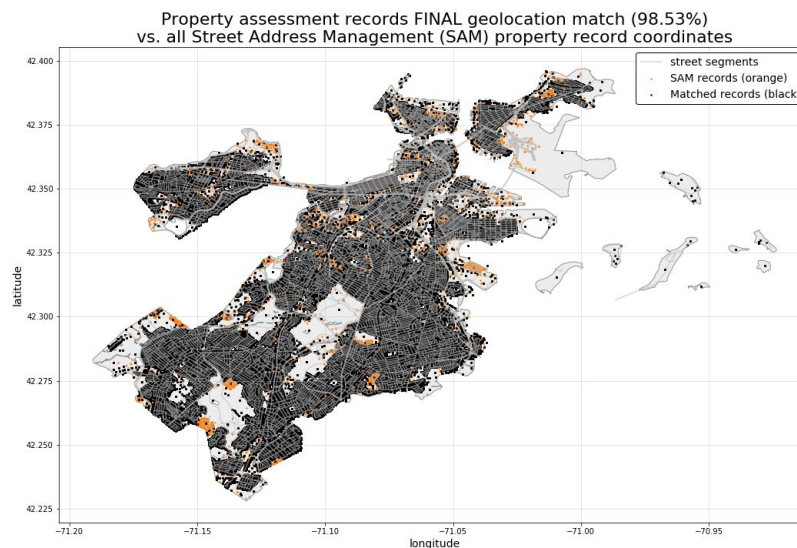 Property assessment records FINAL geolocation match (98.53%)
vs. all Street Address Management (SAM) property record coordinates
street segments
SAM records (orange)
Matched records (black
latitude
42.400
42.375
42.350
42.325
42.300
42.275
42.250
42.225
−71.20
−71.15
−71.10
−71.05
−71.00
−70.95
longitude